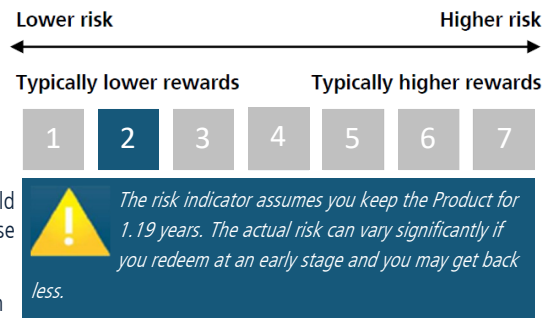 Lower risk Higher risk
Typically lower rewards Typically higher rewards
1 2 3 4 5 6 7
The risk indicator assumes you keep the Product for
1.19 years. The actual risk can vary significantly if
you redeem at an early stage and you may get back
less.